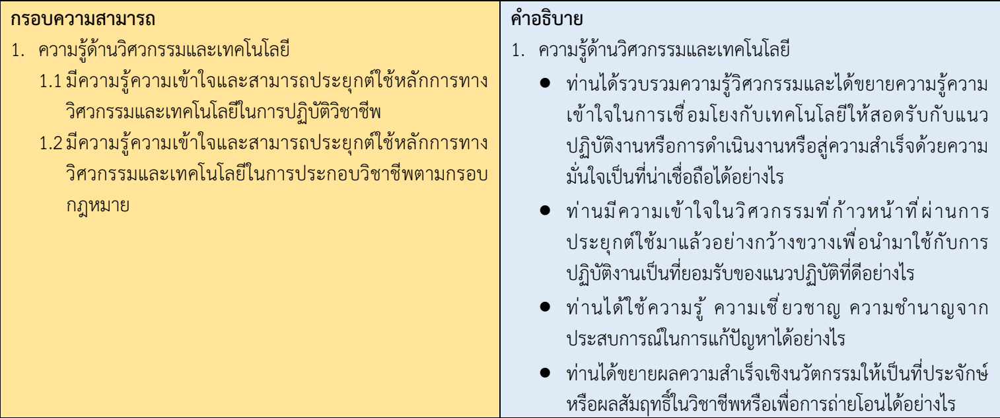 กรอบความสามารถ
1. ความรู้ด้านวิศวกรรมและเทคโนโลยี
1.1 มีความรู้ความเข้าใจและสามารถประยุกต์ใช้หลักการทาง
วิศวกรรมและเทคโนโลยีในการปฏิบัติวิชาชีพ
1.2 มีความรู้ความเข้าใจและสามารถประยุกต์ใช้หลักการทาง
วิศวกรรมและเทคโนโลยีในการประกอบวิชาชีพตามกรอบ
กฎหมาย
คำอธิบาย
1. ความรู้ด้านวิศวกรรมและเทคโนโลยี
● ท่านได้รวบรวมความรู้วิศวกรรมและได้ขยายความรู้ความ
เข้าใจในการเชื่อมโยงกับเทคโนโลยีให้สอดรับกับแนว
ปฏิบัติงานหรือการดำเนินงานหรือสู่ความสำเร็จด้วยความ
มั่นใจเป็นที่น่าเชื่อถือได้อย่างไร
● ท่านมีความเข้าใจในวิศวกรรมที่ก้าวหน้าที่ผ่านการ
ประยุกต์ใช้มาแล้วอย่างกว้างขวางเพื่อนำมาใช้กับการ
ปฏิบัติงานเป็นที่ยอมรับของแนวปฏิบัติที่ดีอย่างไร
● ท่านได้ใช้ความรู้ ความเชี่ยวชาญ ความชำนาญจาก
ประสบการณ์ในการแก้ปัญหาได้อย่างไร
● ท่านได้ขยายผลความสำเร็จเชิงนวัตกรรมให้เป็นที่ประจักษ์
หรือผลสัมฤทธิ์ในวิชาชีพหรือเพื่อการถ่ายโอนได้อย่างไร